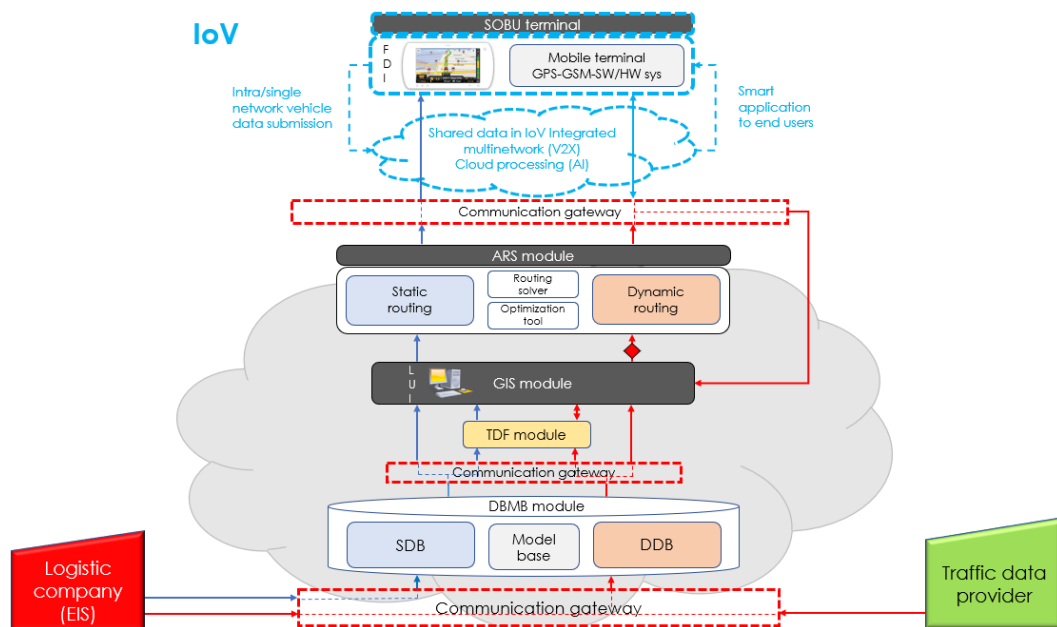 IoV
SOBU terminal
F
D
I
Mobile terminal
GPS-GSM-SW/HW sys
Intra/single
network vehicle
data submission
Smart
application
to end users
Shared data in IoV Integrated
multinetwork (V2X)
Cloud processing (AI)
Communication gateway
ARS module
Static
routing
Routing
solver
Optimization
tool
Dynamic
routing
L
U
I
GIS module
TDF module
Communication gateway
DBMB module
SDB
Model
base
DDB
Logistic
company
(EIS)
Communication gateway
Traffic data
provider